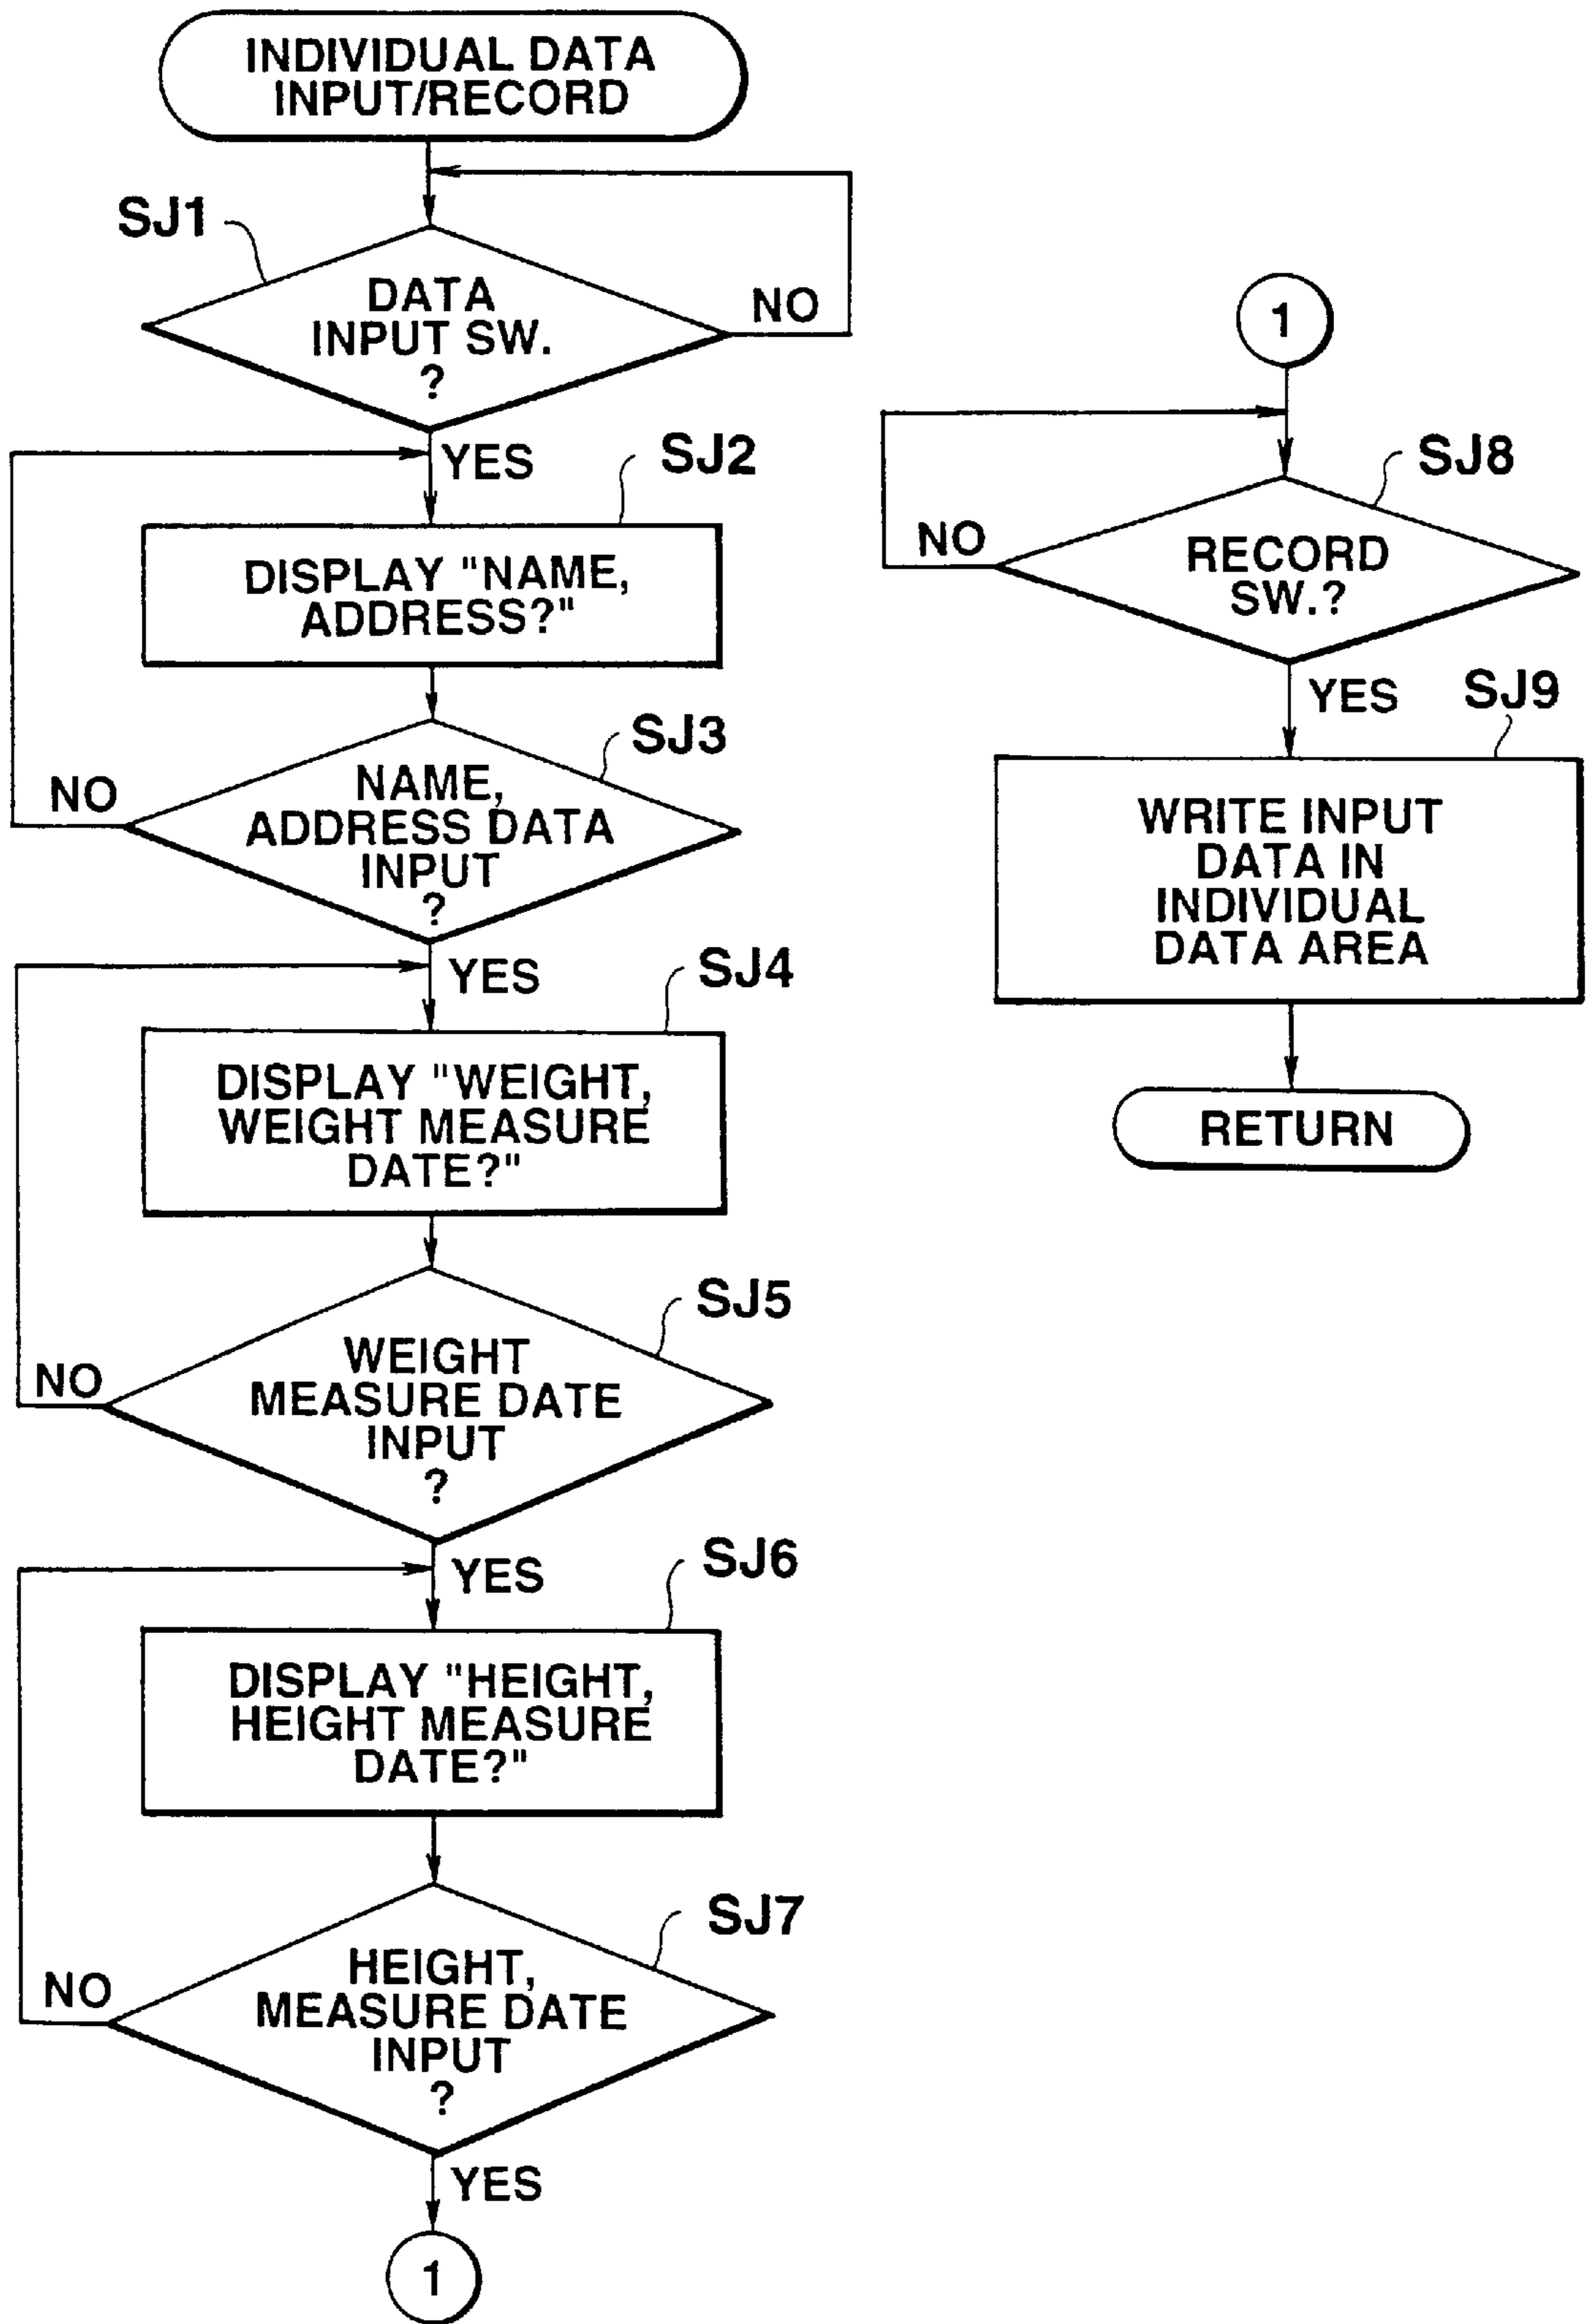 INDIVIDUAL DATA
INPUT/RECORD
SJ1
DATA
INPUT SW.
?
NO
YES
SJ2
DISPLAY "NAME,
ADDRESS?"
SJ3
NAME,
ADDRESS DATA
INPUT
?
NO
YES
SJ4
DISPLAY "WEIGHT,
WEIGHT MEASURE
DATE?"
SJ5
WEIGHT
MEASURE DATE
INPUT
?
NO
YES
SJ6
DISPLAY "HEIGHT,
HEIGHT MEASURE
DATE?"
SJ7
HEIGHT,
MEASURE DATE
INPUT
?
NO
YES
1
1
SJ8
RECORD
SW.?
NO
YES
SJ9
WRITE INPUT
DATA IN
INDIVIDUAL
DATA AREA
RETURN